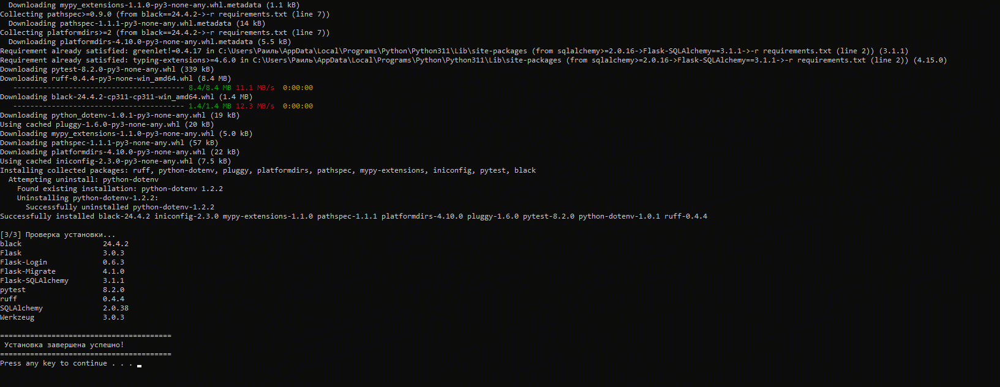 Downloading mypy_extensions-1.1.0-py3-none-any.whl.metadata (1.1 kB)
Collecting pathspec>=0.9.0 (from black==24.4.2->-r requirements.txt (line 7))
Downloading pathspec-1.1.1-py3-none-any.whl.metadata (14 kB)
Collecting platformdirs>=2 (from black==24.4.2->-r requirements.txt (line 7))
Downloading platformdirs-4.10.0-py3-none-any.whl.metadata (5.5 kB)
Requirement already satisfied: greenlet!=0.4.17 in C:\Users\Раиль\AppData\Local\Programs\Python\Python311\Lib\site-packages (from sqlalchemy>=2.0.16->Flask-SQLAlchemy==3.1.1->-r requirements.txt (line 2)) (3.1.1)
Requirement already satisfied: typing-extensions>=4.6.0 in C:\Users\Раиль\AppData\Local\Programs\Python\Python311\Lib\site-packages (from sqlalchemy>=2.0.16->Flask-SQLAlchemy==3.1.1->-r requirements.txt (line 2)) (4.15.0)
Downloading pytest-8.2.0-py3-none-any.whl (339 kB)
Downloading ruff-0.4.4-py3-none-win_amd64.whl (8.4 MB)
---------------------------------------- 8.4/8.4 MB 11.1 MB/s  0:00:00
Downloading black-24.4.2-cp311-cp311-win_amd64.whl (1.4 MB)
---------------------------------------- 1.4/1.4 MB 12.3 MB/s  0:00:00
Downloading python_dotenv-1.0.1-py3-none-any.whl (19 kB)
Using cached pluggy-1.6.0-py3-none-any.whl (20 kB)
Downloading mypy_extensions-1.1.0-py3-none-any.whl (5.0 kB)
Downloading pathspec-1.1.1-py3-none-any.whl (57 kB)
Downloading platformdirs-4.10.0-py3-none-any.whl (22 kB)
Using cached iniconfig-2.3.0-py3-none-any.whl (7.5 kB)
Installing collected packages: ruff, python-dotenv, pluggy, platformdirs, pathspec, mypy-extensions, iniconfig, pytest, black
Attempting uninstall: python-dotenv
Found existing installation: python-dotenv 1.2.2
Uninstalling python-dotenv-1.2.2:
Successfully uninstalled python-dotenv-1.2.2
Successfully installed black-24.4.2 iniconfig-2.3.0 mypy-extensions-1.1.0 pathspec-1.1.1 platformdirs-4.10.0 pluggy-1.6.0 pytest-8.2.0 python-dotenv-1.0.1 ruff-0.4.4
[3/3] Проверка установки...
black 24.4.2
Flask 3.0.3
Flask-Login 0.6.3
Flask-Migrate 4.1.0
Flask-SQLAlchemy 3.1.1
pytest 8.2.0
ruff 0.4.4
SQLAlchemy 2.0.38
Werkzeug 3.0.3
========================================
Установка завершена успешно!
========================================
Press any key to continue . . .